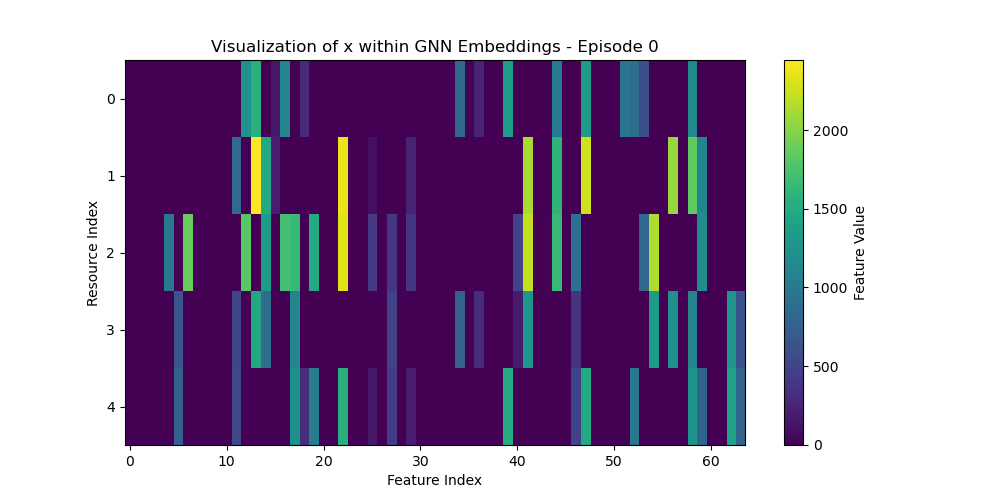 Visualization of x within GNN Embeddings - Episode 0
Resource Index
0
1
2
3
4
0 10 20 30 40 50 60
Feature Index
2000
1500
1000
500
0
Feature Value